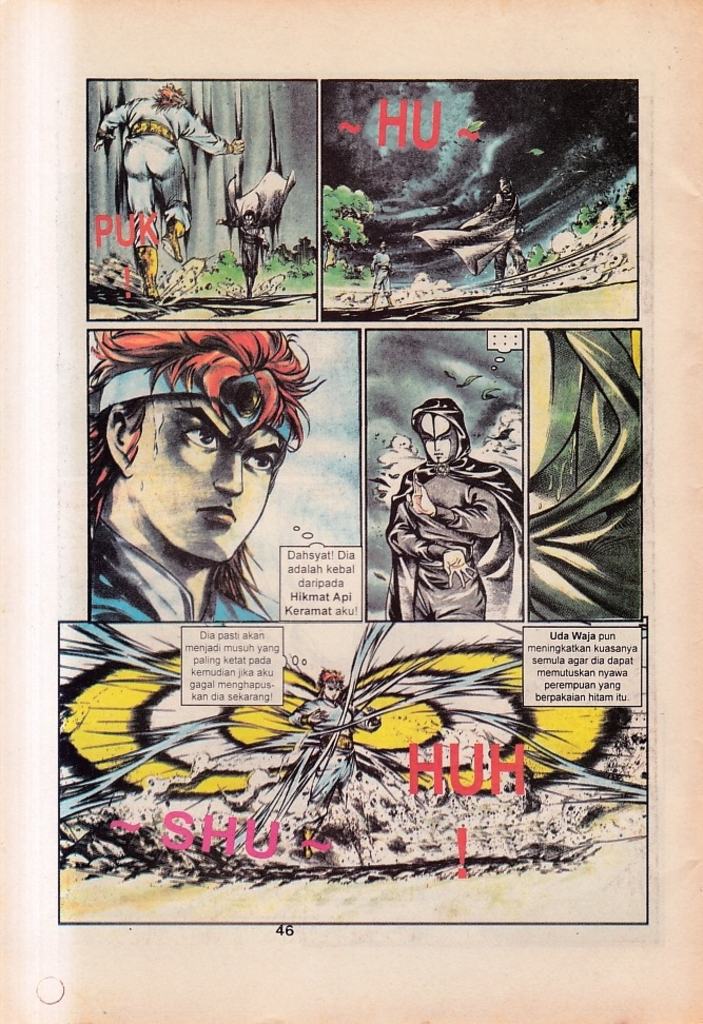 ~ HU ~
PUK
!
. . . .
. . . .
Dahsyat! Dia
adalah kebal
daripada
Hikmat Api
Keramat aku!
Dia pasti akan
menjadi musuh yang
paling ketat pada
kemudian jika aku
gagal menghapus-
kan dia sekarang!
Uda Waja pun
meningkatkan kuasanya
semula agar dia dapat
memutuskan nyawa
perempuan yang
berpakaian hitam itu.
HUH
!
~ SHU ~
46